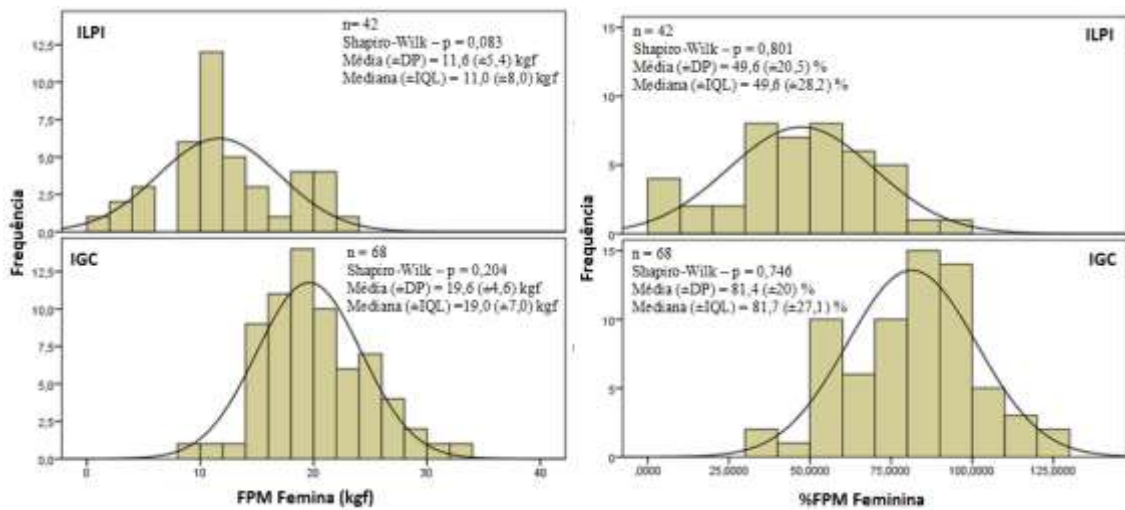 ILPI
n= 42
Shapiro-Wilk – p = 0,083
Média (±DP) = 11,6 (±5,4) kgf
Mediana (±IQL) = 11,0 (±8,0) kgf
12,5
10,0
7,5
5,0
2,5
0,0
IGC
n = 68
Shapiro-Wilk – p = 0,204
Média (±DP) = 19,6 (±4,6) kgf
Mediana (±IQL) =19,0 (±7,0) kgf
12,5
10,0
7,5
5,0
2,5
0,0
Frequência
0 10 20 30 40
FPM Femina (kgf)
ILPI
n = 42
Shapiro-Wilk – p = 0,801
Média (±DP) = 49,6 (±20,5) %
Mediana (±IQL) = 49,6 (±28,2) %
15
10
5
0
IGC
n = 68
Shapiro-Wilk – p = 0,746
Média (±DP) = 81,4 (±20) %
Mediana (±IQL) = 81,7 (±27,1) %
15
10
5
0
Frequência
,0000 25,0000 50,0000 75,0000 100,0000 125,0000
%FPM Feminina